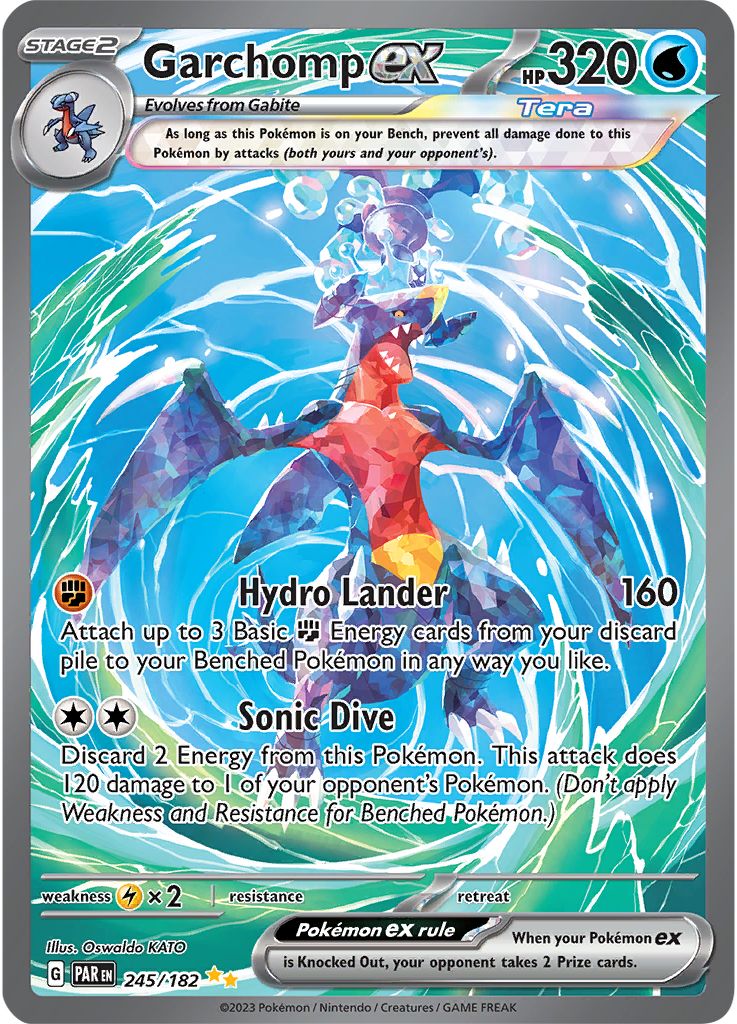 STAGE2
Garchomp ex
HP 320
Evolves from Gabite
Tera
As long as this Pokémon is on your Bench, prevent all damage done to this
Pokémon by attacks (both yours and your opponent's).
Hydro Lander 160
Attach up to 3 Basic Energy cards from your discard
pile to your Benched Pokémon in any way you like.
Sonic Dive
Discard 2 Energy from this Pokémon. This attack does
120 damage to 1 of your opponent's Pokémon. (Don't apply
Weakness and Resistance for Benched Pokémon.)
weakness ×2 resistance retreat
Pokémon ex rule
When your Pokémon ex
is Knocked Out, your opponent takes 2 Prize cards.
Illus. Oswaldo KATO
G PAR EN 245/182
©2023 Pokémon / Nintendo / Creatures / GAME FREAK